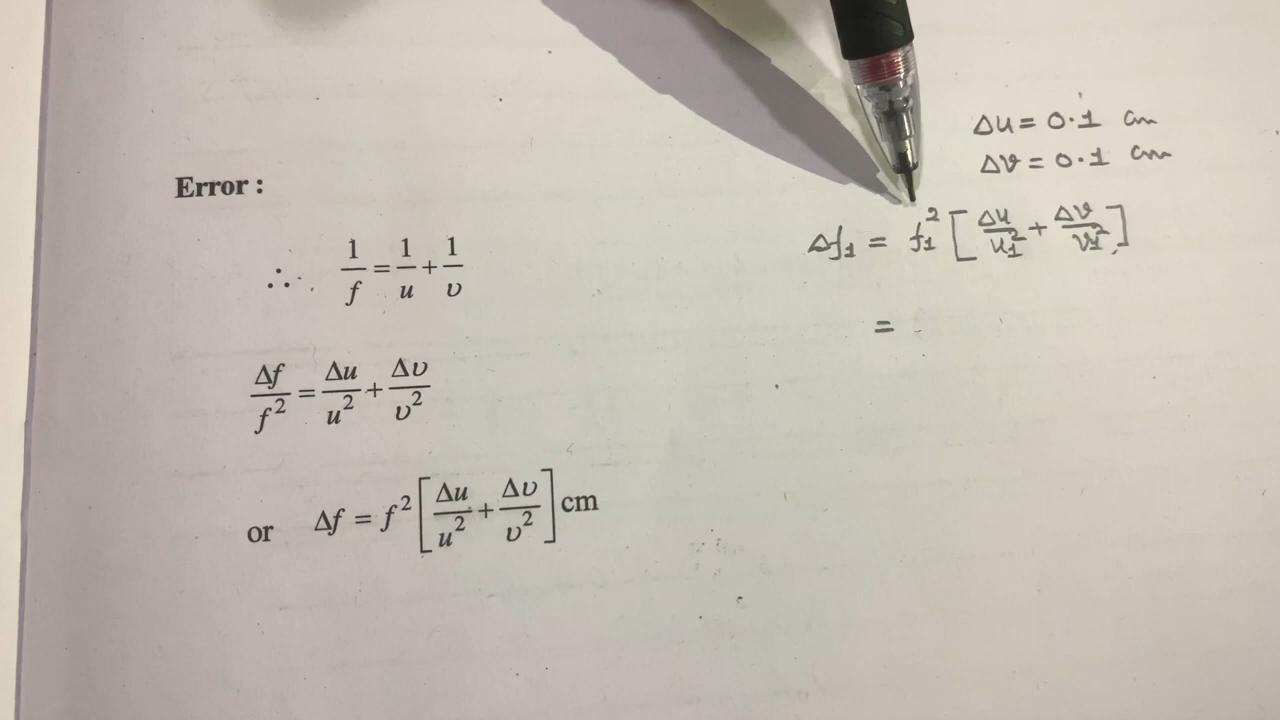 Error :
∴ 1/f = 1/u + 1/υ
Δf/f² = Δu/u² + Δυ/υ²
or Δf = f² [Δu/u² + Δυ/υ²] cm
Δu = 0.1 cm
Δv = 0.1 cm
Δf₁ = f₁² [Δu/u₁² + Δv/v₁²]
=